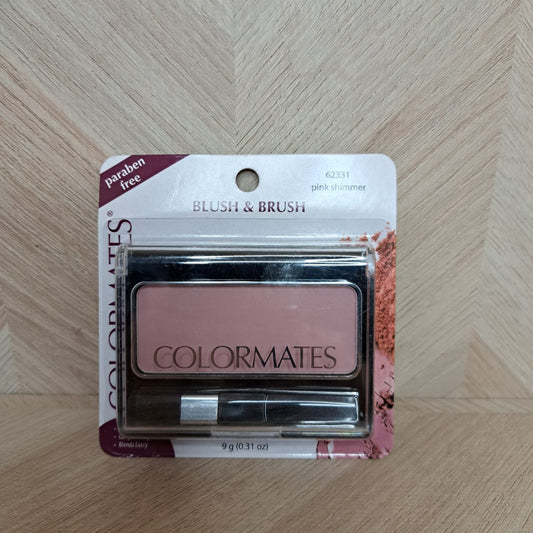 paraben
free
62331
pink shimmer
BLUSH & BRUSH
COLORMATES®
COLORMATES
Blends Easily
9 g (0.31 oz)